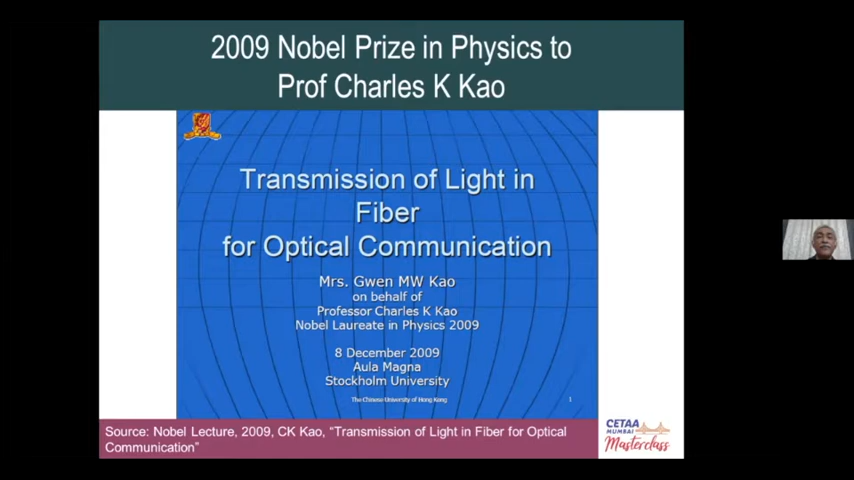 2009 Nobel Prize in Physics to
Prof Charles K Kao
Transmission of Light in
Fiber
for Optical Communication
Mrs. Gwen MW Kao
on behalf of
Professor Charles K Kao
Nobel Laureate in Physics 2009
8 December 2009
Aula Magna
Stockholm University
The Chinese University of Hong Kong
1
Source: Nobel Lecture, 2009, CK Kao, “Transmission of Light in Fiber for Optical
Communication”
CETAA
MUMBAI
Masterclass